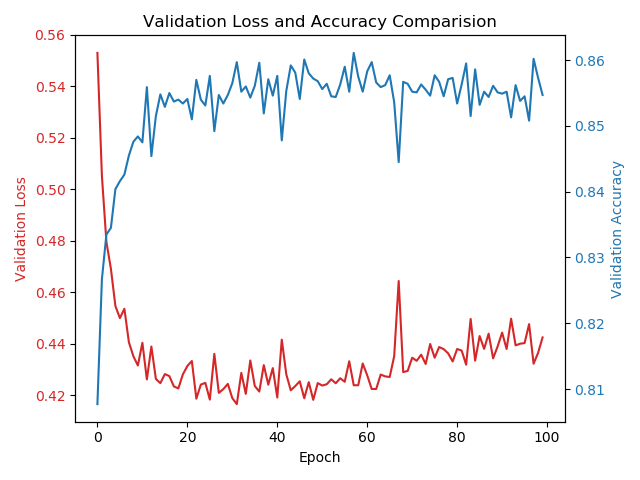 Validation Loss and Accuracy Comparision
0.56
0.54
0.52
0.50
0.48
0.46
0.44
0.42
Validation Loss
0.86
0.85
0.84
0.83
0.82
0.81
Validation Accuracy
0 20 40 60 80 100
Epoch